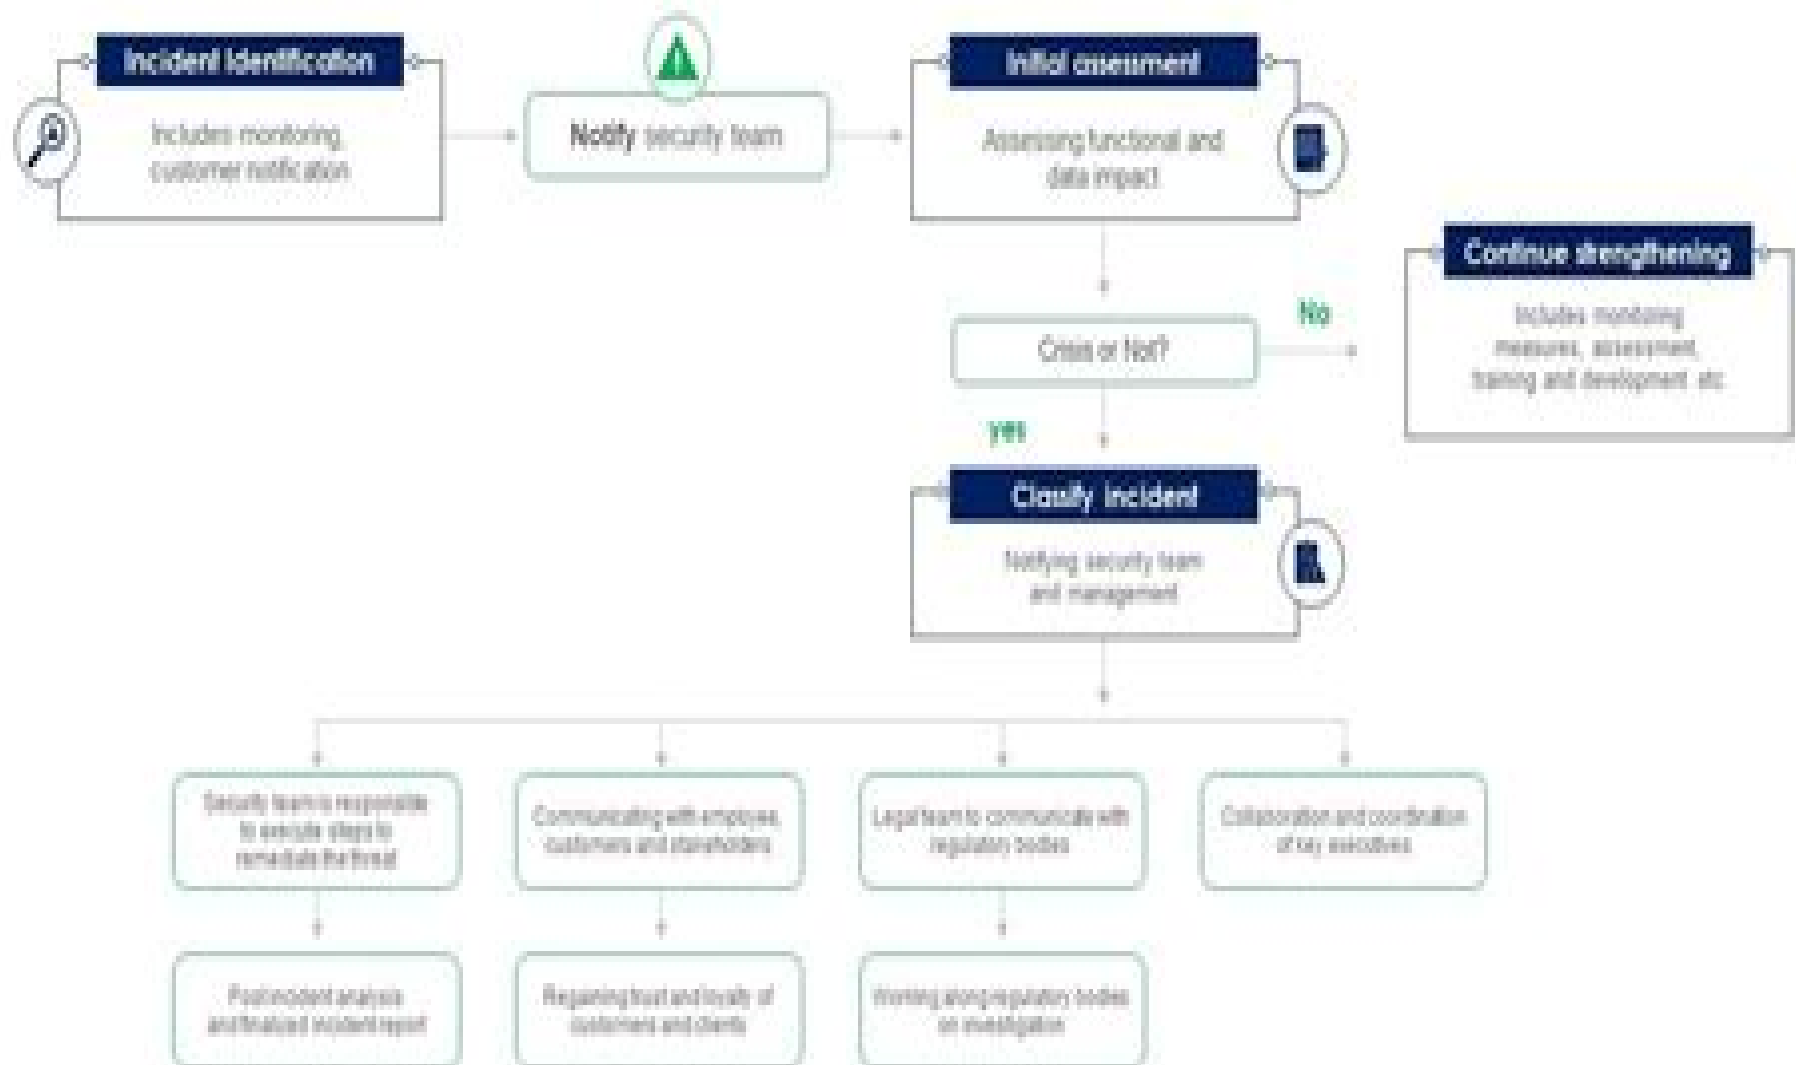 Incident Identification
Includes monitoring,
customer notification
Notify security team
Initial assessment
Assessing functional and
data impact
Crisis or Not?
No
yes
Continue strengthening
Includes monitoring
measures, assessment,
training and development etc
Classify incident
Notifying security team
and management
Security team is responsible
to execute steps to
remediate the threat
Communicating with employee,
customers and stakeholders
Legal team to communicate with
regulatory bodies
Collaboration and coordination
of key executives
Post incident analysis
and finalized incident report
Regaining trust and loyalty of
customers and clients
Working along regulatory bodies
on investigation